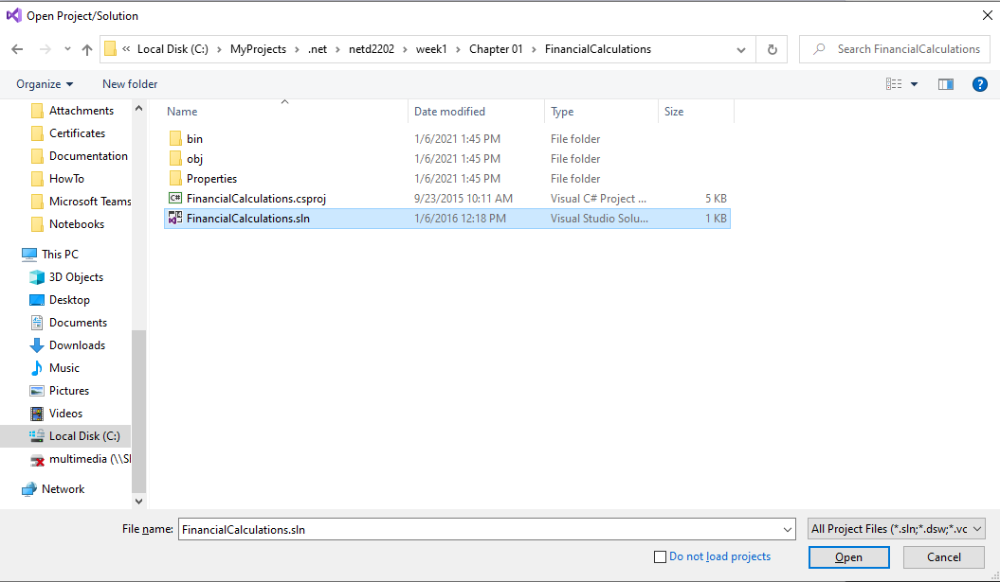 Open Project/Solution
« Local Disk (C:) > MyProjects > .net > netd2202 > week1 > Chapter 01 > FinancialCalculations
Search FinancialCalculations
Organize
New folder
Attachments
Certificates
Documentation
HowTo
Microsoft Teams
Notebooks
This PC
3D Objects
Desktop
Documents
Downloads
Music
Pictures
Videos
Local Disk (C:)
multimedia (\\SI
Network
Name Date modified Type Size
bin 1/6/2021 1:45 PM File folder
obj 1/6/2021 1:45 PM File folder
Properties 1/6/2021 1:45 PM File folder
FinancialCalculations.csproj 9/23/2015 10:11 AM Visual C# Project ... 5 KB
FinancialCalculations.sln 1/6/2016 12:18 PM Visual Studio Solu... 1 KB
File name: FinancialCalculations.sln
All Project Files (*.sln;*.dsw;*.vc
Do not load projects
Open Cancel